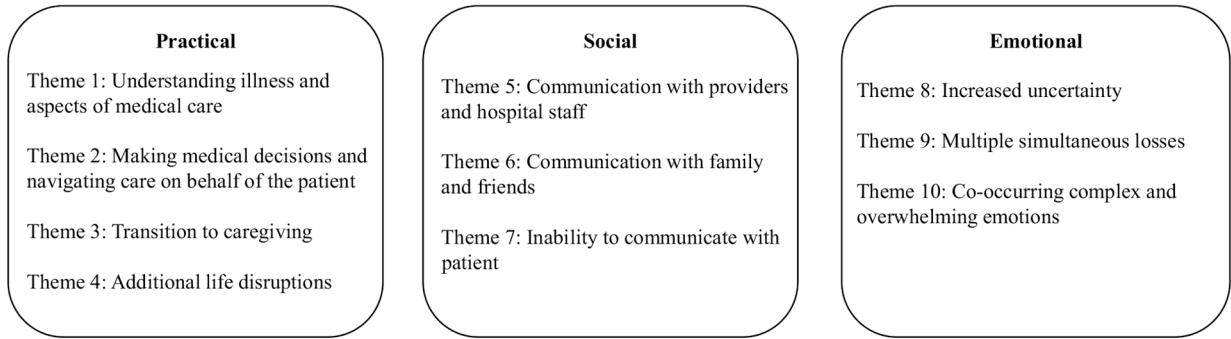 Practical
Theme 1: Understanding illness and
aspects of medical care
Theme 2: Making medical decisions and
navigating care on behalf of the patient
Theme 3: Transition to caregiving
Theme 4: Additional life disruptions
Social
Theme 5: Communication with providers
and hospital staff
Theme 6: Communication with family
and friends
Theme 7: Inability to communicate with
patient
Emotional
Theme 8: Increased uncertainty
Theme 9: Multiple simultaneous losses
Theme 10: Co-occurring complex and
overwhelming emotions